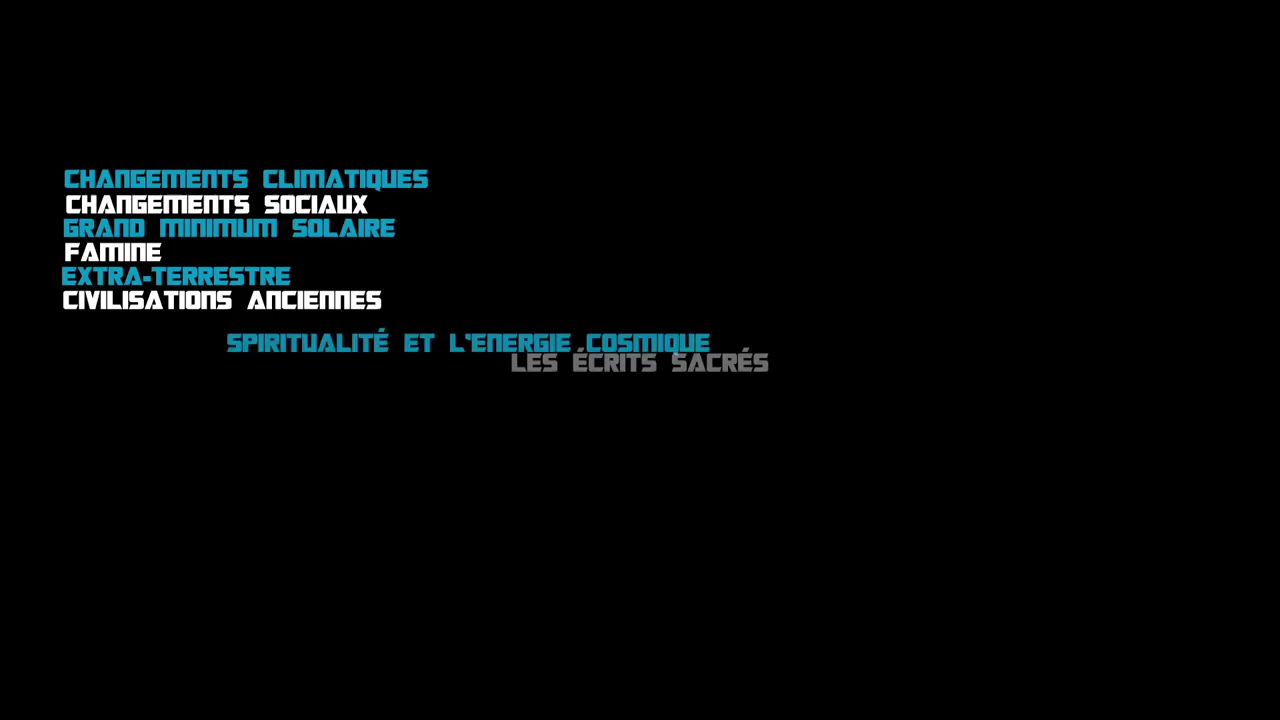 CHANGEMENTS CLIMATIQUES
CHANGEMENTS SOCIAUX
GRAND MINIMUM SOLAIRE
FAMINE
EXTRA-TERRESTRE
CIVILISATIONS ANCIENNES
SPIRITUALITÉ ET L'ENERGIE COSMIQUE
LES ÉCRITS SACRÉS